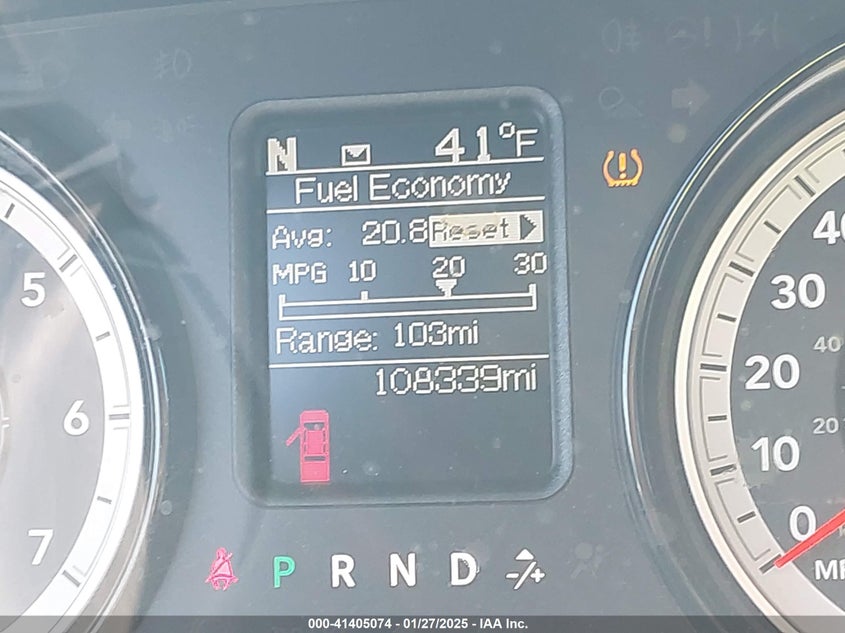 N 41°F
Fuel Economy
Avg: 20.8 Reset
MPG 10 20 30
Range: 103mi
108339mi
5
6
7
40
30
20
10
0
40
20
P R N D -/+
000-41405074 / 01/27/2025 - IAA Inc.